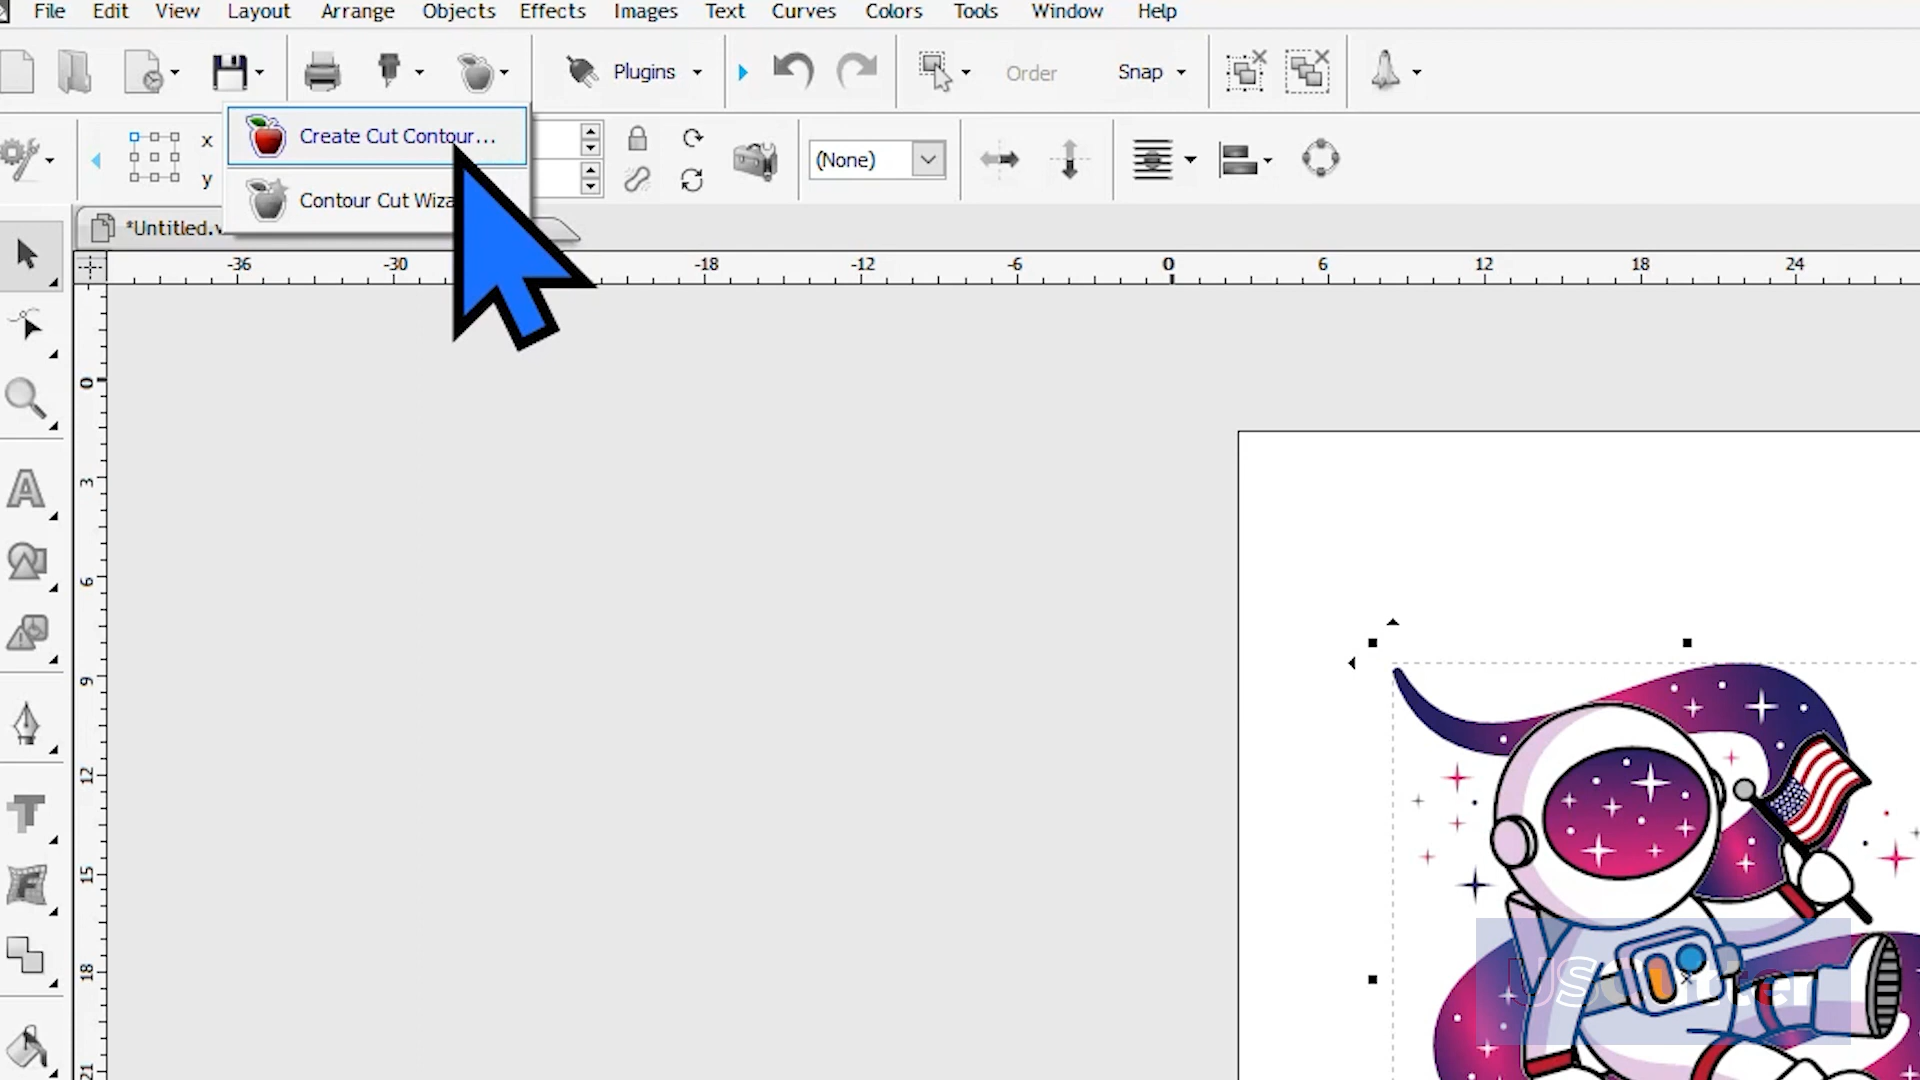 File Edit View Layout Arrange Objects Effects Images Text Curves Colors Tools Window Help
Plugins Order Snap
Create Cut Contour...
x
(None)
y
Contour Cut Wiza
*Untitled.v
-36 -30 -18 -12 -6 0 6 12 18 24
0
3
6
9
12
15
18
21
USCutter